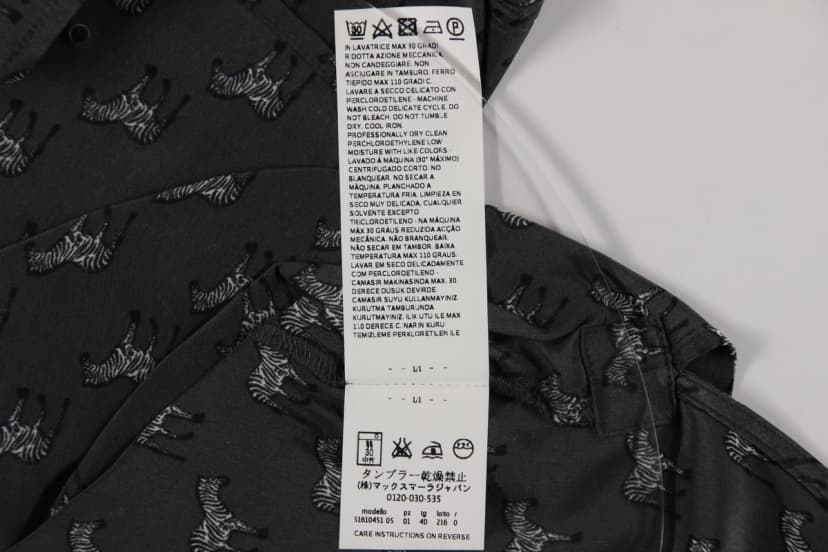 30 P
IN LAVATRICE MAX 30 GRADI
RIDOTTA AZIONE MECCANICA.
NON CANDEGGIARE. NON
ASCIUGARE IN TAMBURO. FERRO
TIEPIDO MAX 110 GRADI C.
LAVARE A SECCO DELICATO CON
PERCLOROETILENE - MACHINE
WASH COLD DELICATE CYCLE. DO
NOT BLEACH. DO NOT TUMBLE
DRY. COOL IRON.
PROFESSIONALLY DRY CLEAN
PERCHLOROETHYLENE LOW
MOISTURE WITH LIKE COLORS -
LAVADO Á MÁQUINA (30° MÁXIMO)
CENTRIFUGADO CORTO. NO
BLANQUEAR. NO SECAR A
MÁQUINA. PLANCHADO A
TEMPERATURA FRIA. LIMPIEZA EN
SECO MUY DELICADA, CUALQUIER
SOLVENTE EXCEPTO
TRICLOROETILENO - NA MÁQUINA
MÁX 30 GRÁUS REDUZIDA ACÇÃO
MECÂNICA. NÃO BRANQUEAR.
NÃO SECAR EM TAMBOR. BAIXA
TEMPERATURA MAX 110 GRAUS.
LAVAR EM SECO DELICADAMENTE
COM PERCLOROETILENO -
CAMASIR MAKINASINDA MAX. 30
DERECE DÜSÜK DEVIRDE.
CAMASIR SUYU KULLANMAYINIZ.
KURUTMA TAMBURUNDA
KURUTMAYINIZ. ILIK UTU ILE MAX
110 DERECE C. NARIN KURU
TEMIZLEME PERKLORETILEN ILE
- - 1/1 - -
- - 1/1 - -
30
中性
タンブラー乾燥禁止
(株)マックスマーラジャパン
0120-030-535
modello pz tg lotto r
51610451 05 01 40 216 0
CARE INSTRUCTIONS ON REVERSE